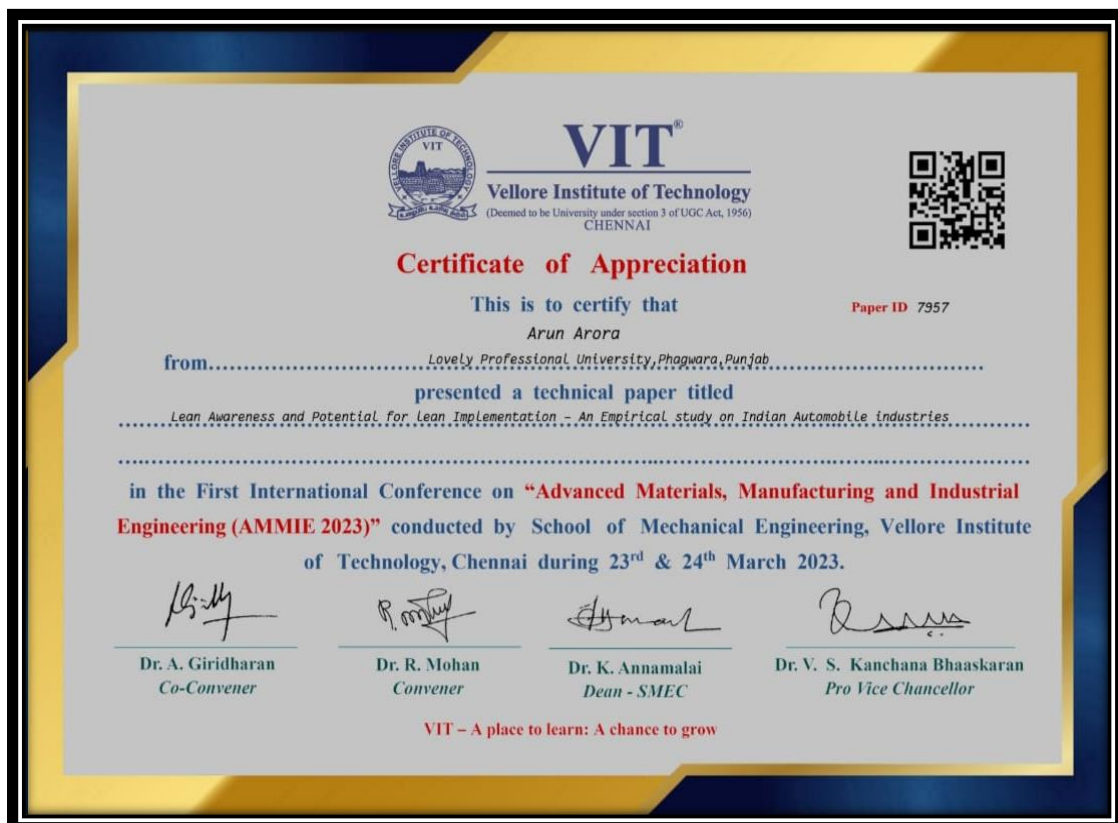 VIT®
Vellore Institute of Technology
(Deemed to be University under section 3 of UGC Act, 1956)
CHENNAI
VELLORE INSTITUTE OF TECHNOLOGY
VIT
Certificate of Appreciation
This is to certify that
Paper ID 7957
Arun Arora
from Lovely Professional University,Phagwara,Punjab
presented a technical paper titled
Lean Awareness and Potential for lean Implementation – An Empirical study on Indian Automobile industries
in the First International Conference on “Advanced Materials, Manufacturing and Industrial
Engineering (AMMIE 2023)” conducted by School of Mechanical Engineering, Vellore Institute
of Technology, Chennai during 23rd & 24th March 2023.
Dr. A. Giridharan
Co-Convener
Dr. R. Mohan
Convener
Dr. K. Annamalai
Dean - SMEC
Dr. V. S. Kanchana Bhaaskaran
Pro Vice Chancellor
VIT – A place to learn: A chance to grow